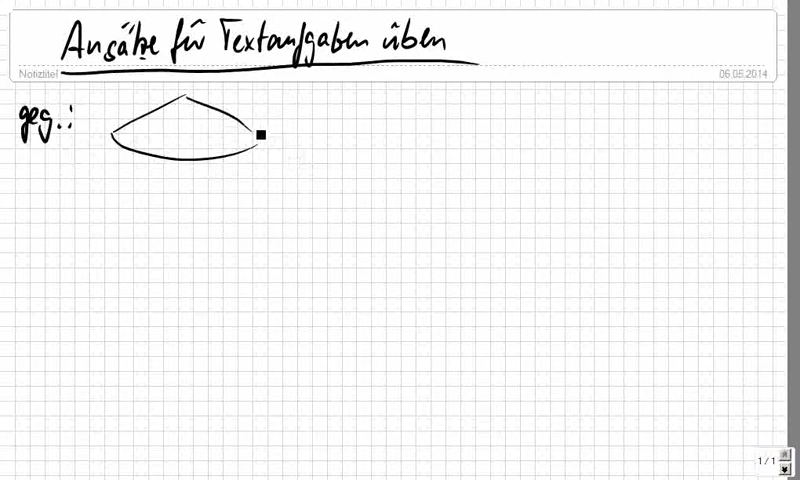 Ansätze für Textaufgaben üben
Notiztitel
06.05.2014
geg.:
1/1